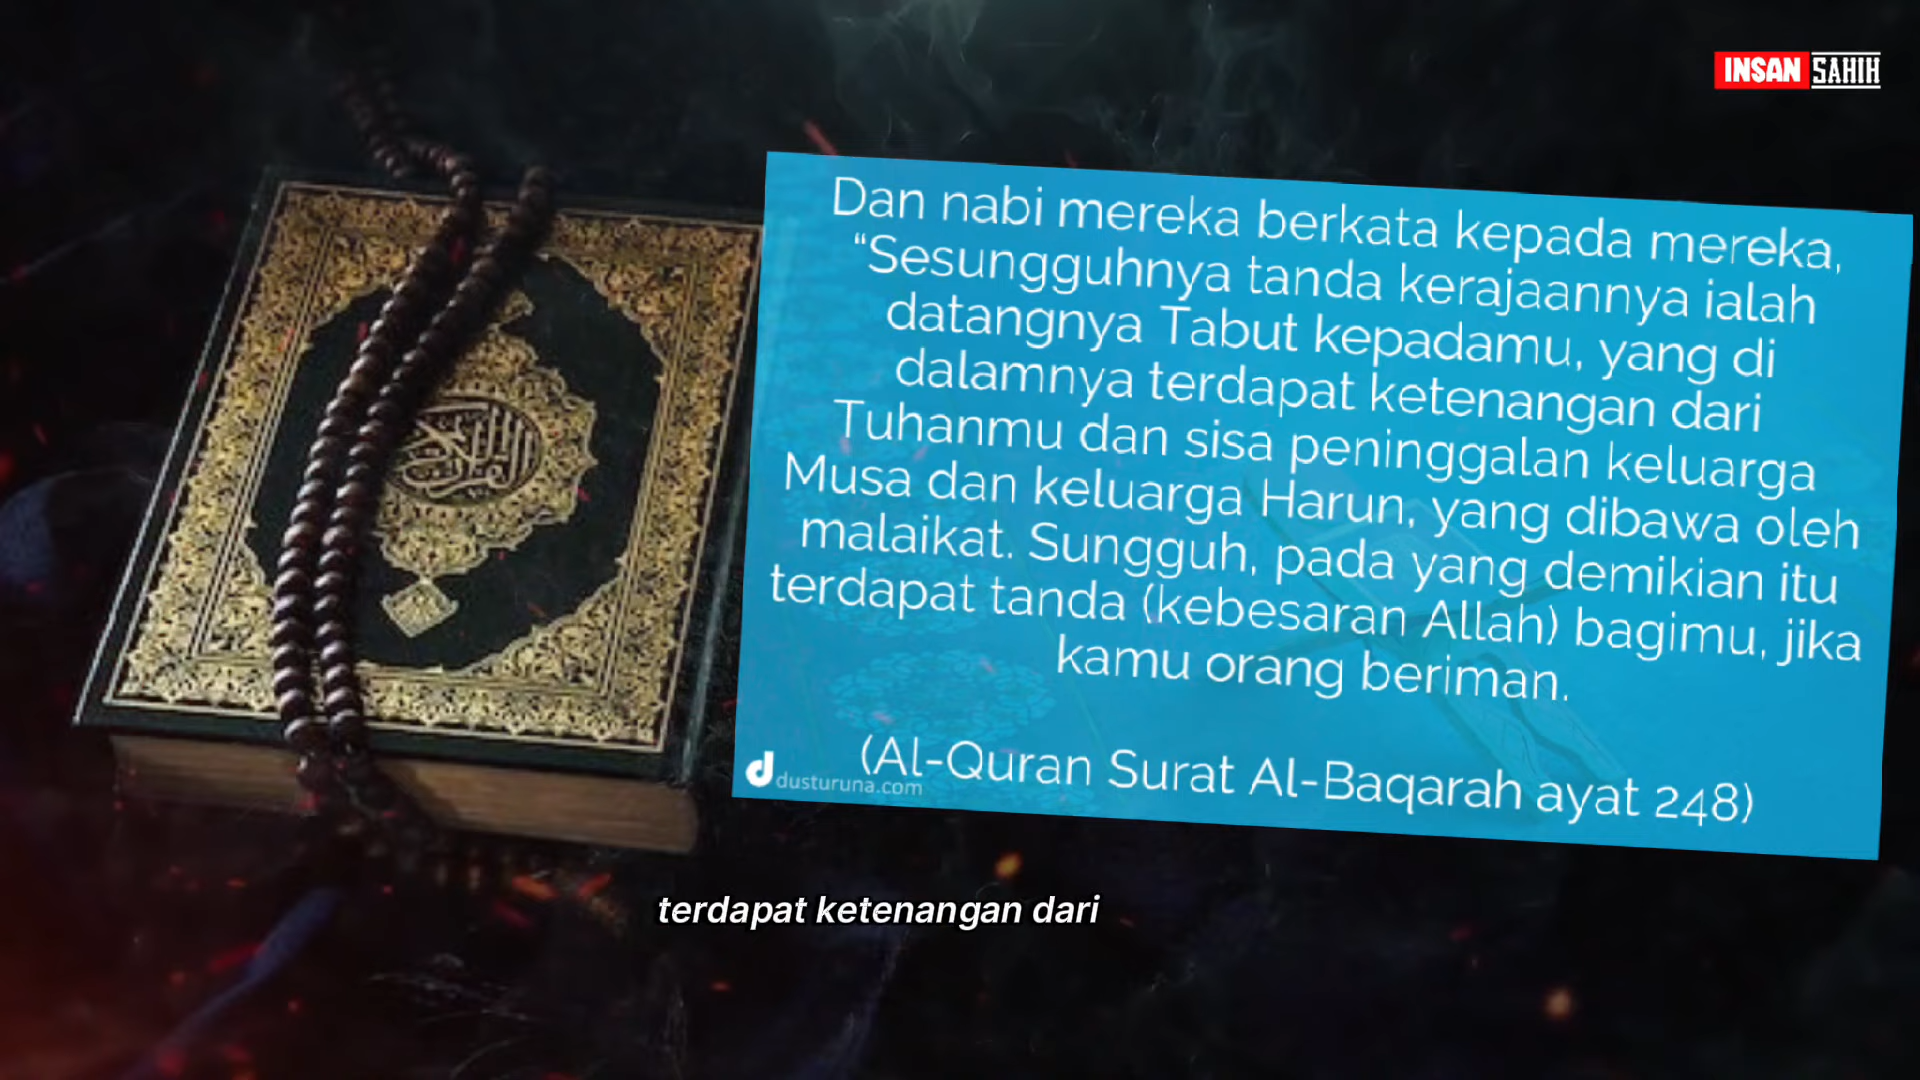 INSAN SAHIH
Dan nabi mereka berkata kepada mereka,
“Sesungguhnya tanda kerajaannya ialah
datangnya Tabut kepadamu, yang di
dalamnya terdapat ketenangan dari
Tuhanmu dan sisa peninggalan keluarga
Musa dan keluarga Harun, yang dibawa oleh
malaikat. Sungguh, pada yang demikian itu
terdapat tanda (kebesaran Allah) bagimu, jika
kamu orang beriman.
(Al-Quran Surat Al-Baqarah ayat 248)
dusturuna.com
terdapat ketenangan dari